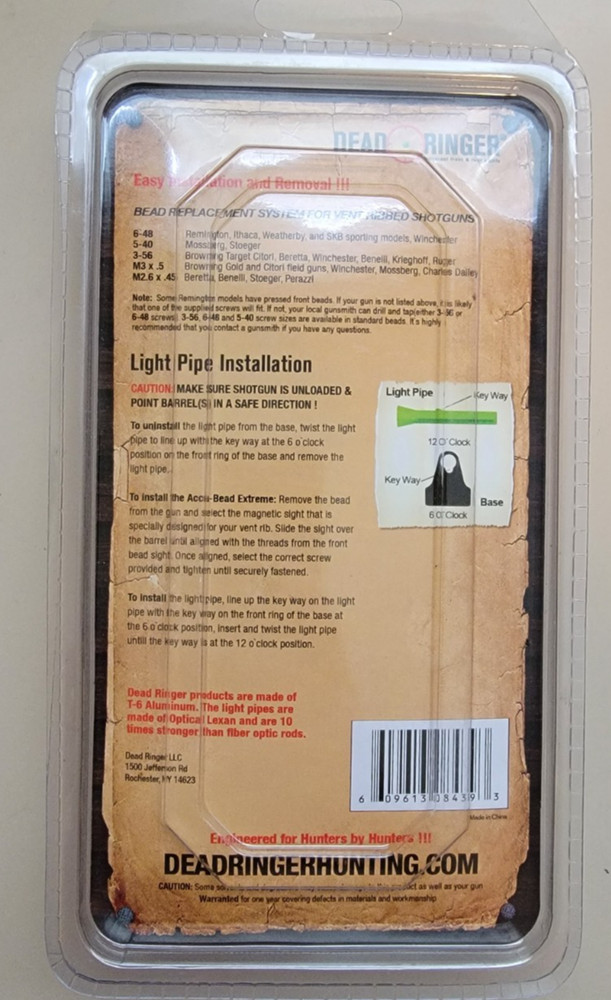 DEAD RINGER
Easy Installation and Removal !!!
BEAD REPLACEMENT SYSTEM FOR VENT RIBBED SHOTGUNS
6-48 Remington, Ithaca, Weatherby, and SKB sporting models, Winchester
5-40 Mossberg, Stoeger
3-56 Browning Target Citori, Beretta, Winchester, Benelli, Krieghoff, Ruger
M3 x .5 Browning Gold and Citori field guns, Winchester, Mossberg, Charles Dailey
M2.6 x .45 Beretta, Benelli, Stoeger, Perazzi
Note: Some Remington models have pressed front beads. If your gun is not listed above, it is likely
that one of the supplied screws will fit. If not, your local gunsmith can drill and tap either 3-56 or
6-48 screws. 3-56, 6-48 and 5-40 screw sizes are available in standard beads. It's highly
recommended that you contact a gunsmith if you have any questions.
Light Pipe Installation
CAUTION: MAKE SURE SHOTGUN IS UNLOADED &
POINT BARREL(S) IN A SAFE DIRECTION !
To uninstall the light pipe from the base, twist the light
pipe to line up with the key way at the 6 o'clock
position on the front ring of the base and remove the
light pipe.
To install the Accu-Bead Extreme: Remove the bead
from the gun and select the magnetic sight that is
specially designed for your vent rib. Slide the sight over
the barrel until aligned with the threads from the front
bead sight. Once aligned, select the correct screw
provided and tighten until securely fastened.
To install the light pipe, line up the key way on the light
pipe with the key way on the front ring of the base at
the 6 o'clock position, insert and twist the light pipe
untill the key way is at the 12 o'clock position.
Light Pipe
Key Way
12 O' Clock
Key Way
Base
6 O' Clock
Dead Ringer products are made of
T-6 Aluminum. The light pipes are
made of Optical Lexan and are 10
times stronger than fiber optic rods.
Dead Ringer LLC
1500 Jefferson Rd
Rochester, NY 14623
6 09613 08439 3
Made in China
Engineered for Hunters by Hunters !!!
DEADRINGERHUNTING.COM
CAUTION: Some solvents and this product as well as your gun
Warranted for one year covering defects in materials and workmanship